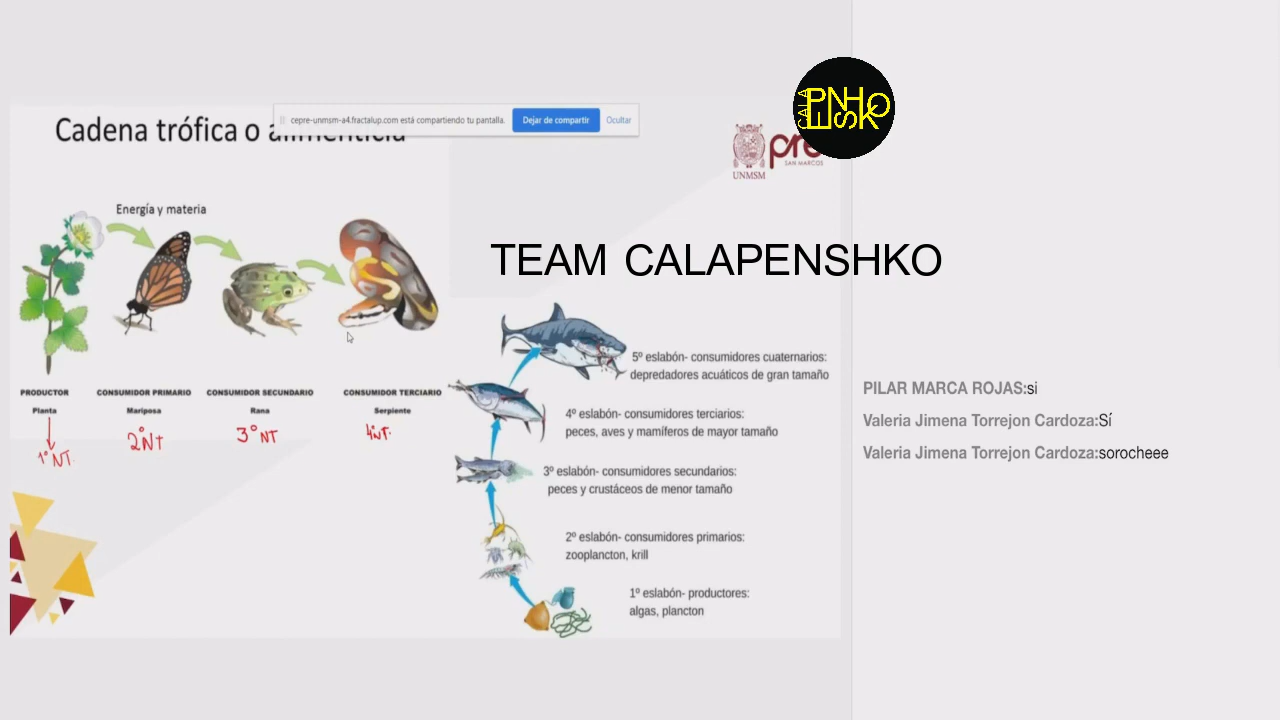 Cadena trófica o alimenticia
cepre-unmsm-a4.fractalup.com está compartiendo tu pantalla.
Dejar de compartir
Ocultar
CALA
PENSHKO
pre
SAN MARCOS
UNMSM
Energía y materia
TEAM CALAPENSHKO
PRODUCTOR
Planta
CONSUMIDOR PRIMARIO
Mariposa
CONSUMIDOR SECUNDARIO
Rana
CONSUMIDOR TERCIARIO
Serpiente
1° NT.
2° Nt
3° NT
4° NT.
5º eslabón- consumidores cuaternarios:
depredadores acuáticos de gran tamaño
4º eslabón- consumidores terciarios:
peces, aves y mamíferos de mayor tamaño
3º eslabón- consumidores secundarios:
peces y crustáceos de menor tamaño
2º eslabón- consumidores primarios:
zooplancton, krill
1º eslabón- productores:
algas, plancton
PILAR MARCA ROJAS:si
Valeria Jimena Torrejon Cardoza:Sí
Valeria Jimena Torrejon Cardoza:sorocheee